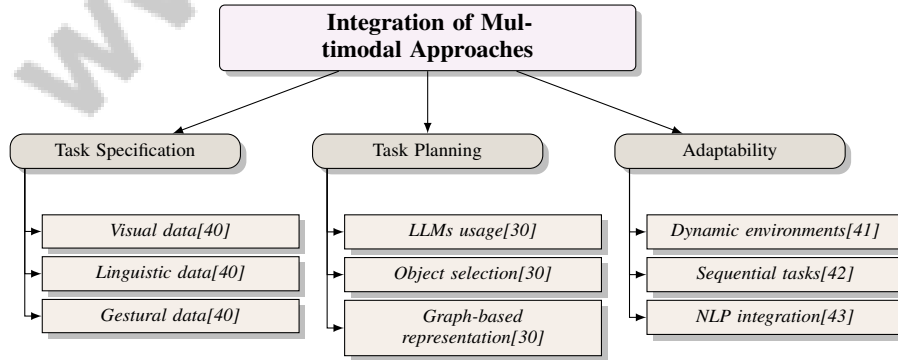 Integration of Mul-
timodal Approaches
Task Specification
Task Planning
Adaptability
Visual data[40]
Linguistic data[40]
Gestural data[40]
LLMs usage[30]
Object selection[30]
Graph-based
representation[30]
Dynamic environments[41]
Sequential tasks[42]
NLP integration[43]